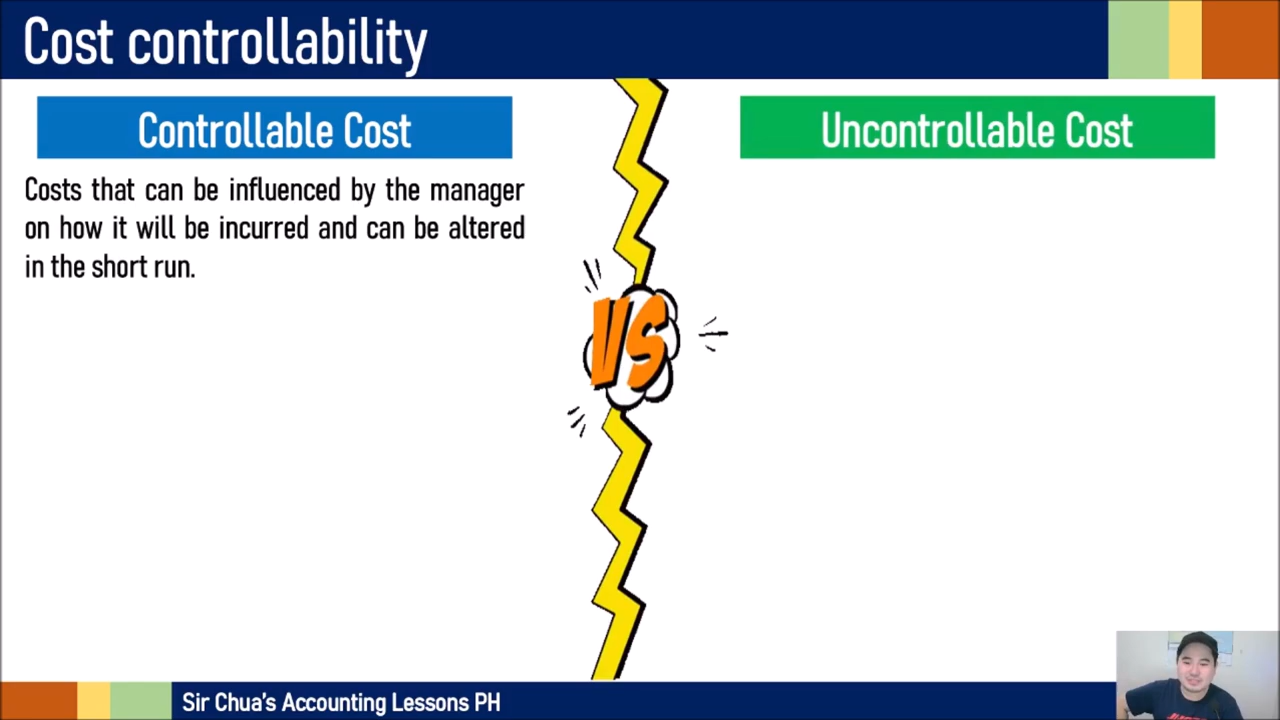 Cost controllability
Controllable Cost
Costs that can be influenced by the manager
on how it will be incurred and can be altered
in the short run.
VS
Uncontrollable Cost
Sir Chua's Accounting Lessons PH